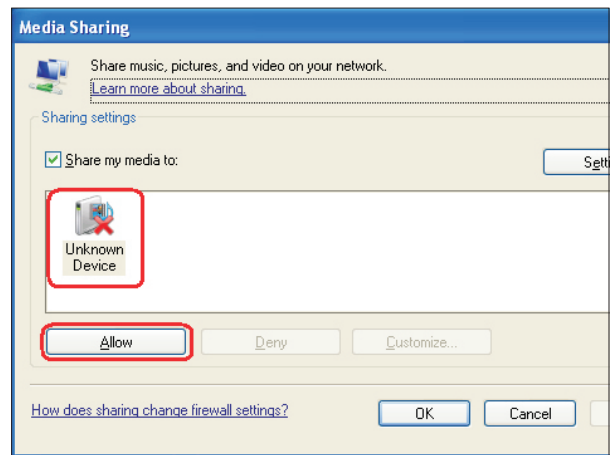 Media Sharing
Share music, pictures, and video on your network.
Learn more about sharing.
Sharing settings
Share my media to:
Setti
Unknown
Device
Allow
Deny
Customize...
How does sharing change firewall settings?
OK
Cancel